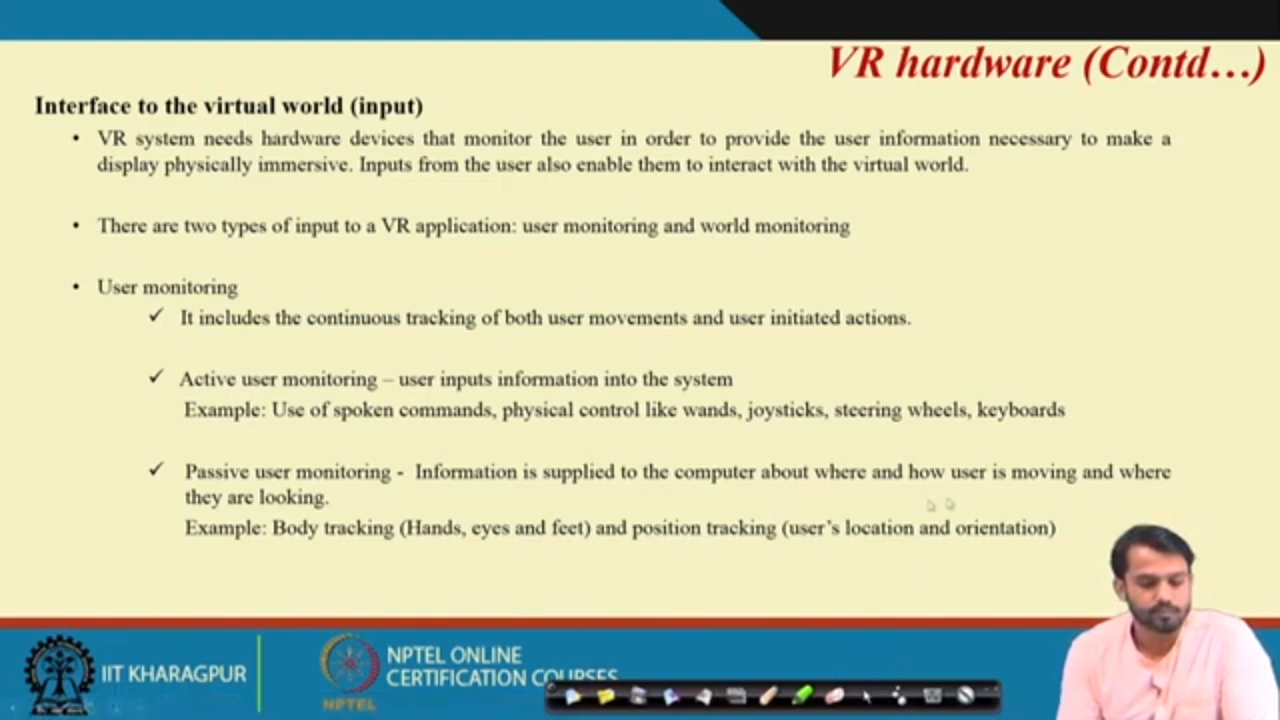 VR hardware (Contd…)
Interface to the virtual world (input)
• VR system needs hardware devices that monitor the user in order to provide the user information necessary to make a
display physically immersive. Inputs from the user also enable them to interact with the virtual world.
• There are two types of input to a VR application: user monitoring and world monitoring
• User monitoring
✓ It includes the continuous tracking of both user movements and user initiated actions.
✓ Active user monitoring – user inputs information into the system
Example: Use of spoken commands, physical control like wands, joysticks, steering wheels, keyboards
✓ Passive user monitoring - Information is supplied to the computer about where and how user is moving and where
they are looking.
Example: Body tracking (Hands, eyes and feet) and position tracking (user's location and orientation)
IIT KHARAGPUR
NPTEL
NPTEL ONLINE
CERTIFICATION COURSES